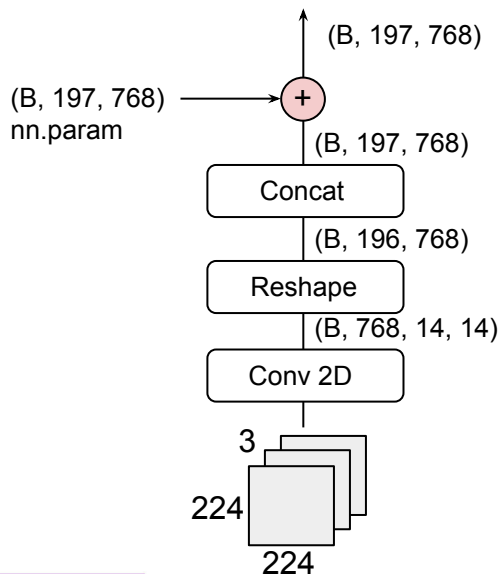 (B, 197, 768)
(B, 197, 768)
nn.param
+
(B, 197, 768)
Concat
(B, 196, 768)
Reshape
(B, 768, 14, 14)
Conv 2D
3
224
224